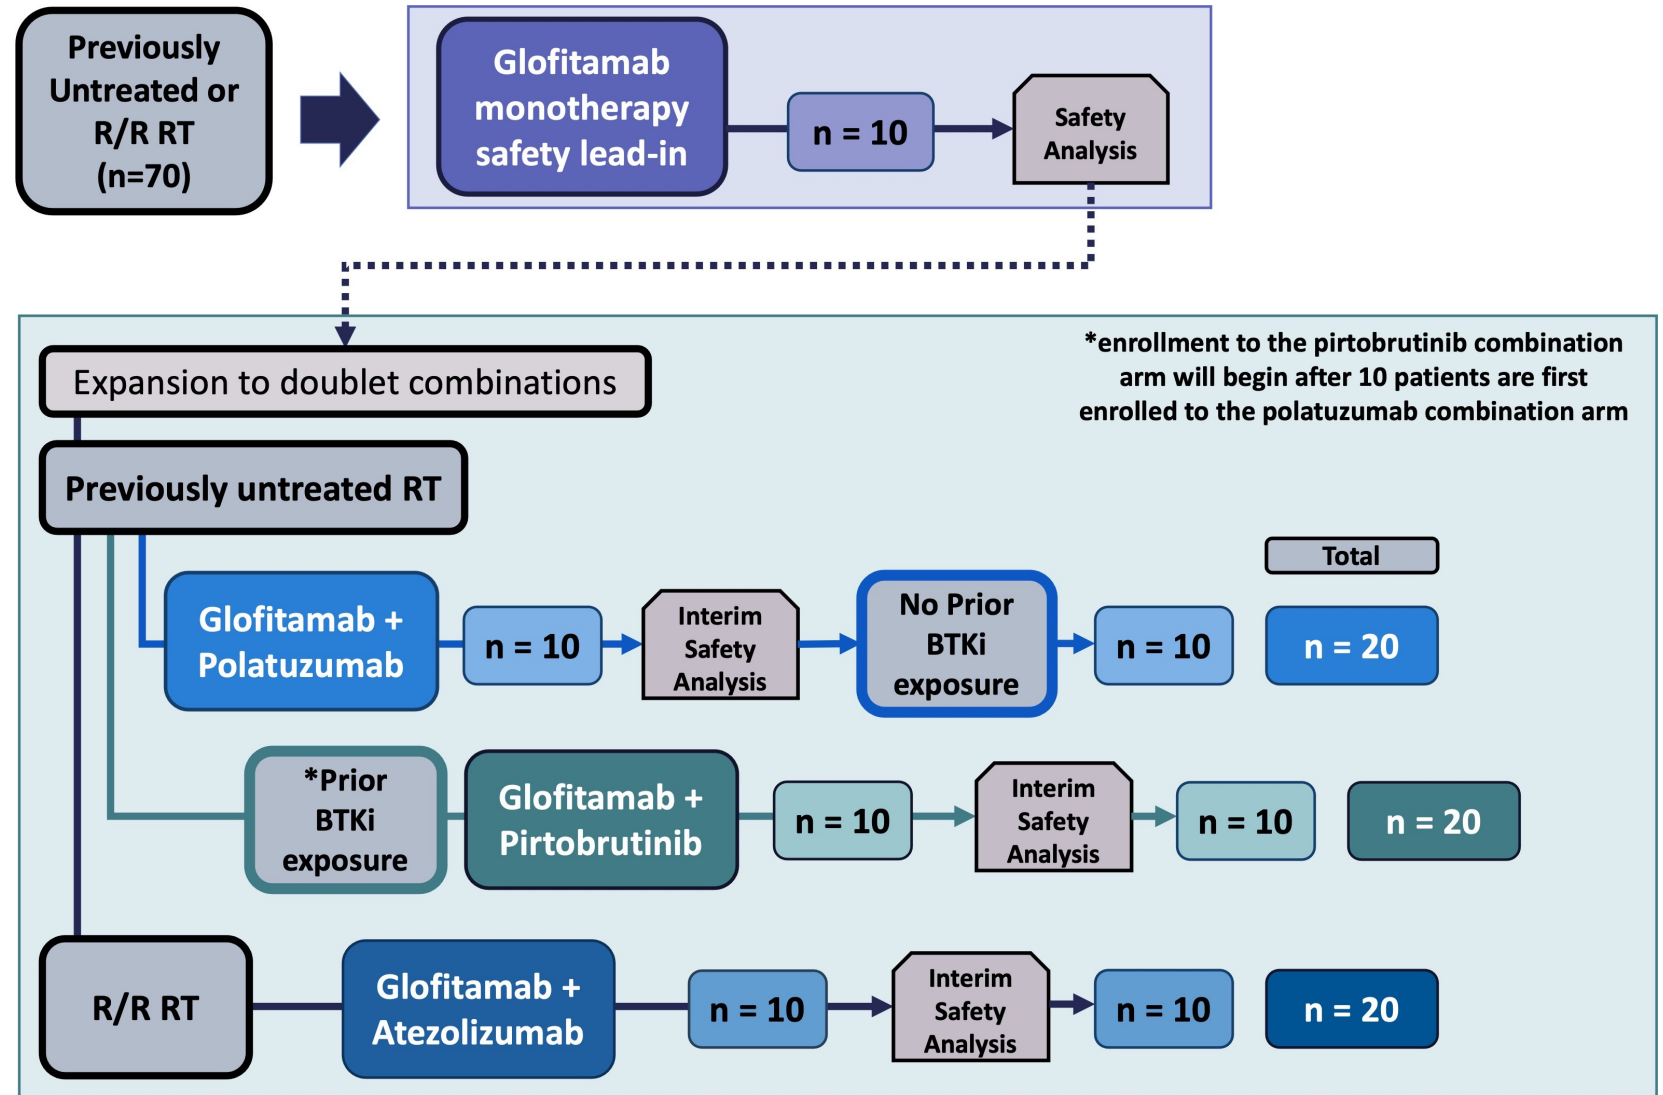 Previously
Untreated or
R/R RT
(n=70)
Glofitamab
monotherapy
safety lead-in
n = 10
Safety
Analysis
Expansion to doublet combinations
*enrollment to the pirtobrutinib combination
arm will begin after 10 patients are first
enrolled to the polatuzumab combination arm
Previously untreated RT
Total
Glofitamab +
Polatuzumab
n = 10
Interim
Safety
Analysis
No Prior
BTKi
exposure
n = 10
n = 20
*Prior
BTKi
exposure
Glofitamab +
Pirtobrutinib
n = 10
Interim
Safety
Analysis
n = 10
n = 20
R/R RT
Glofitamab +
Atezolizumab
n = 10
Interim
Safety
Analysis
n = 10
n = 20